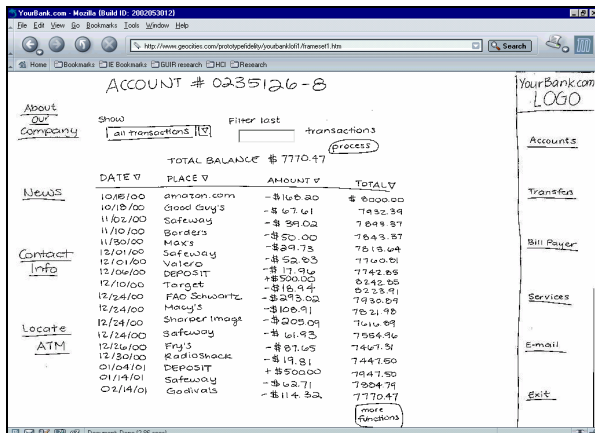 YourBank.com - Mozilla {Build ID: 2002053012}
File Edit View Go Bookmarks Tools Window Help
http://www.geocities.com/prototypefidelity/yourbanklofi1/frameset1.htm Search
Home Bookmarks IE Bookmarks GUIR research HCI Research
ACCOUNT # 0235126-8
YourBank.com
LOGO
About
Our
Company
News
Contact
Info
Locate
ATM
Show Filter last
all transactions transactions
process
TOTAL BALANCE $ 7770.47
DATE PLACE AMOUNT TOTAL
10/15/00 amazon.com -$168.20 $ 8000.00
10/18/00 Good Guy's -$67.61 7932.39
11/02/00 Safeway -$39.02 7893.37
11/10/00 Borders -$50.00 7843.37
11/30/00 Max's -$29.73 7813.64
12/01/00 Safeway -$52.83 7760.81
12/01/00 Valero -$17.96 7742.85
12/06/00 DEPOSIT +$500.00 8242.85
12/10/00 Target -$18.94 8223.91
12/24/00 FAO Schwartz -$293.02 7930.89
12/24/00 Macy's -$108.91 7821.98
12/24/00 Sharper Image -$205.09 7616.89
12/24/00 Safeway -$61.93 7554.96
12/26/00 Fry's -$87.65 7467.31
12/30/00 RadioShack -$19.81 7447.50
01/04/01 DEPOSIT +$500.00 7947.50
01/14/01 Safeway -$62.71 7884.79
02/14/01 Godivals -$114.32 7770.47
more
functions
Accounts
Transfers
Bill Payer
Services
E-mail
Exit